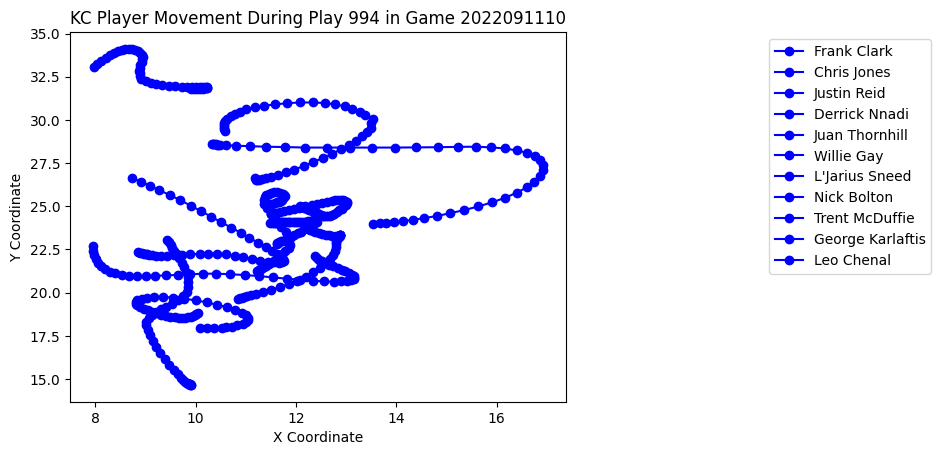 KC Player Movement During Play 994 in Game 2022091110
35.0
32.5
30.0
27.5
25.0
22.5
20.0
17.5
15.0
Y Coordinate
8 10 12 14 16
X Coordinate
Frank Clark
Chris Jones
Justin Reid
Derrick Nnadi
Juan Thornhill
Willie Gay
L'Jarius Sneed
Nick Bolton
Trent McDuffie
George Karlaftis
Leo Chenal